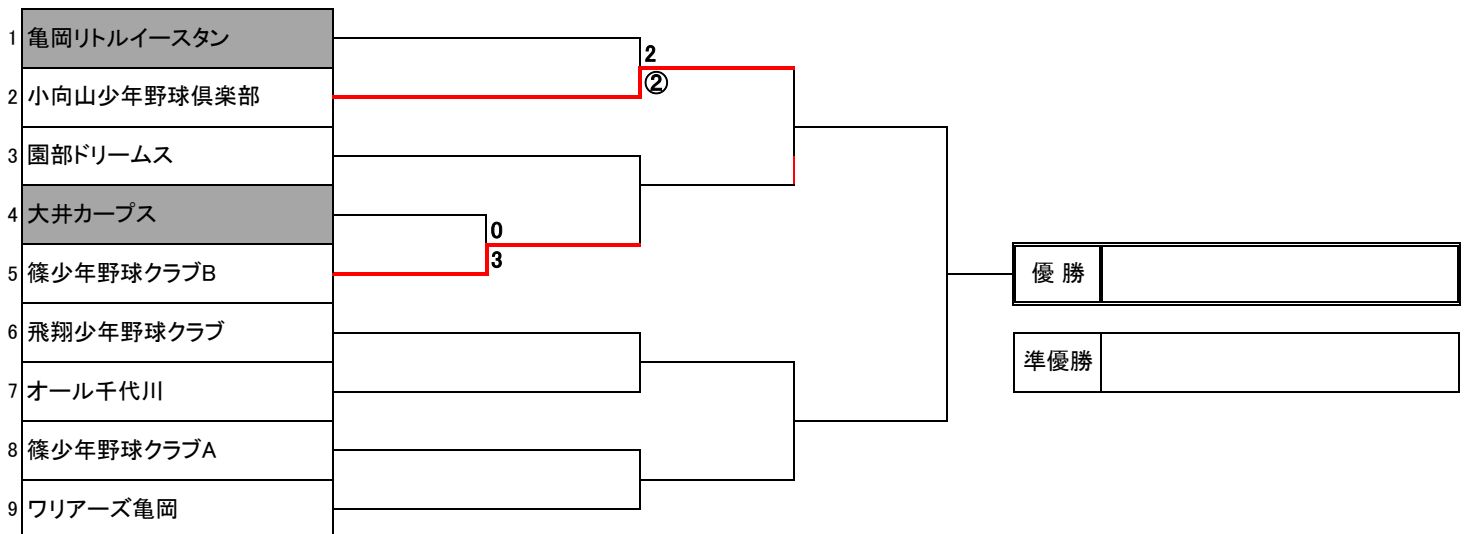 1 亀岡リトルイースタン
2
2 小向山少年野球倶楽部
②
3 園部ドリームス
4 大井カープス
0
5 篠少年野球クラブB
3
優 勝
6 飛翔少年野球クラブ
準優勝
7 オール千代川
8 篠少年野球クラブA
9 ワリアーズ亀岡